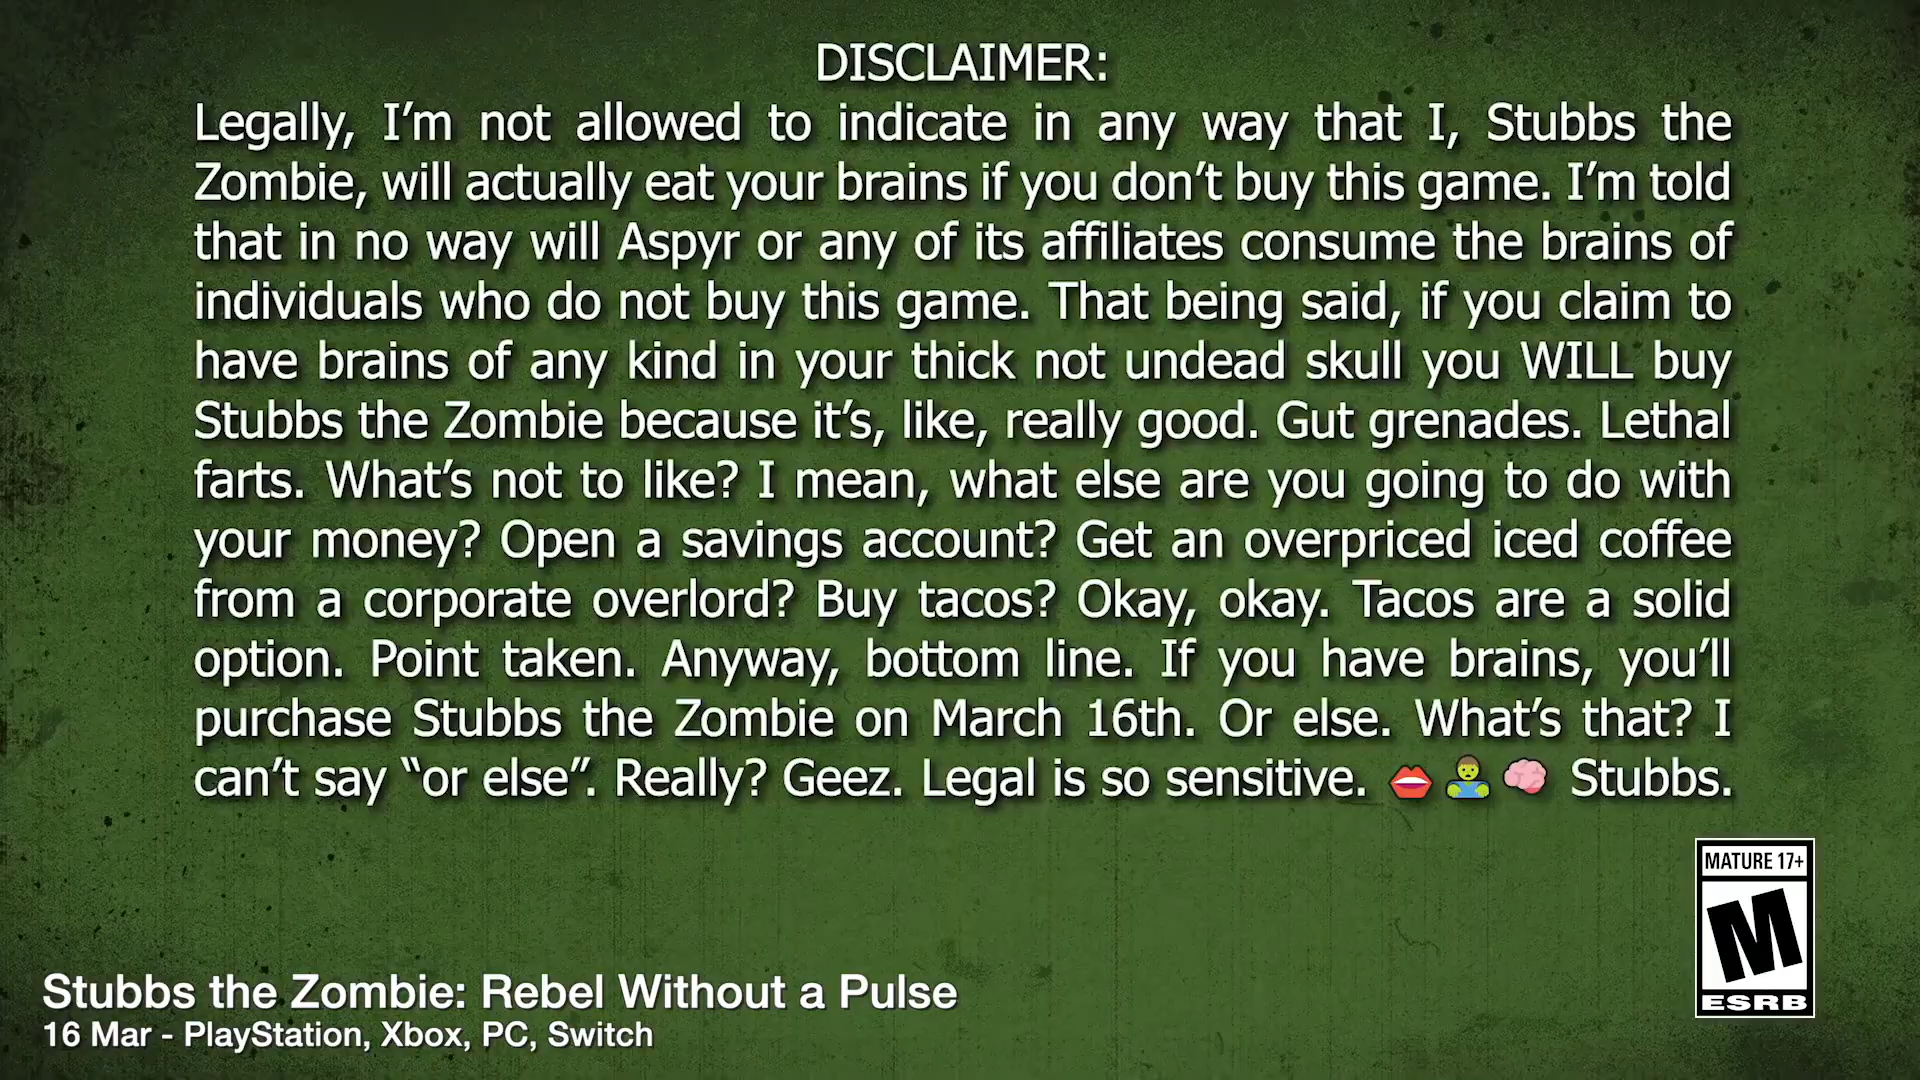 DISCLAIMER:
Legally, I’m not allowed to indicate in any way that I, Stubbs the
Zombie, will actually eat your brains if you don’t buy this game. I’m told
that in no way will Aspyr or any of its affiliates consume the brains of
individuals who do not buy this game. That being said, if you claim to
have brains of any kind in your thick not undead skull you WILL buy
Stubbs the Zombie because it’s, like, really good. Gut grenades. Lethal
farts. What’s not to like? I mean, what else are you going to do with
your money? Open a savings account? Get an overpriced iced coffee
from a corporate overlord? Buy tacos? Okay, okay. Tacos are a solid
option. Point taken. Anyway, bottom line. If you have brains, you’ll
purchase Stubbs the Zombie on March 16th. Or else. What’s that? I
can’t say “or else”. Really? Geez. Legal is so sensitive. 👄🧟‍♂️🧠 Stubbs.
MATURE 17+
M
ESRB
Stubbs the Zombie: Rebel Without a Pulse
16 Mar - PlayStation, Xbox, PC, Switch